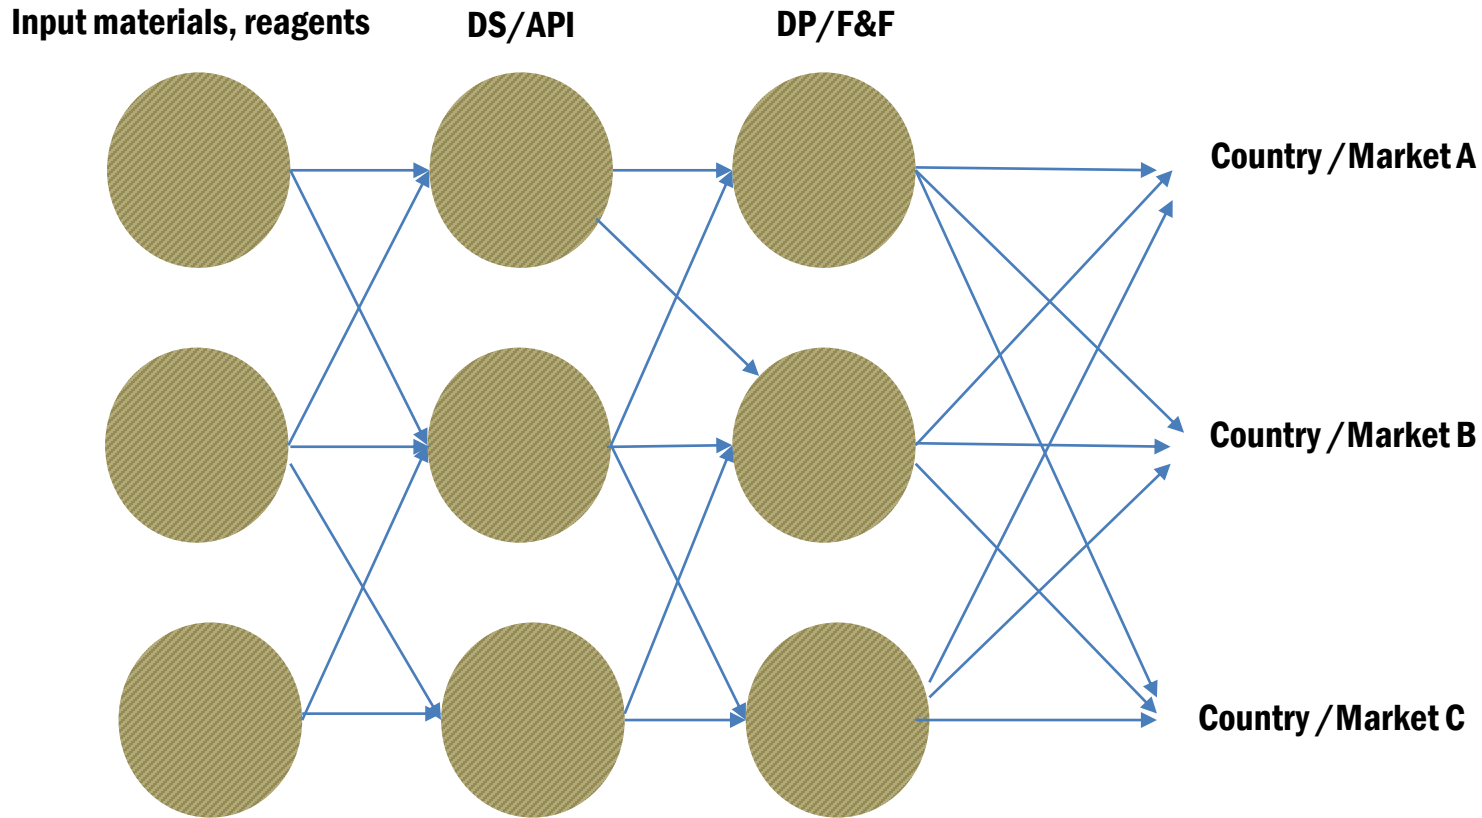 Input materials, reagents
DS/API
DP/F&F
Country/Market A
Country/Market B
Country/Market C